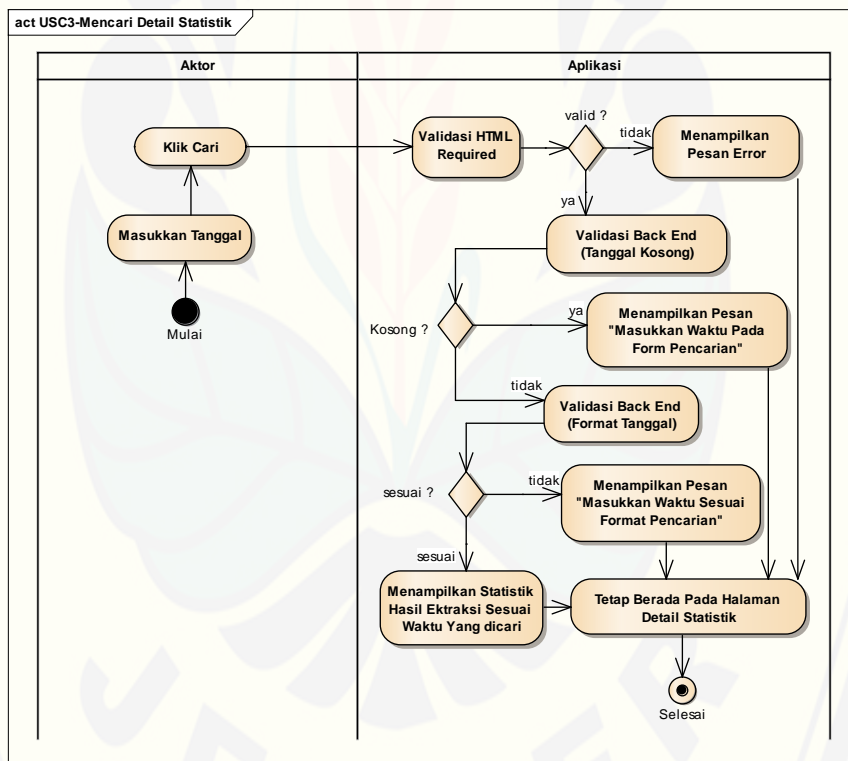 act USC3-Mencari Detail Statistik
Aktor
Aplikasi
Klik Cari
Masukkan Tanggal
Mulai
Validasi HTML
Required
valid ?
tidak
Menampilkan
Pesan Error
ya
Validasi Back End
(Tanggal Kosong)
Kosong ?
ya
Menampilkan Pesan
"Masukkan Waktu Pada
Form Pencarian"
tidak
Validasi Back End
(Format Tanggal)
sesuai ?
tidak
Menampilkan Pesan
"Masukkan Waktu Sesuai
Format Pencarian"
sesuai
Menampilkan Statistik
Hasil Ektraksi Sesuai
Waktu Yang dicari
Tetap Berada Pada Halaman
Detail Statistik
Selesai